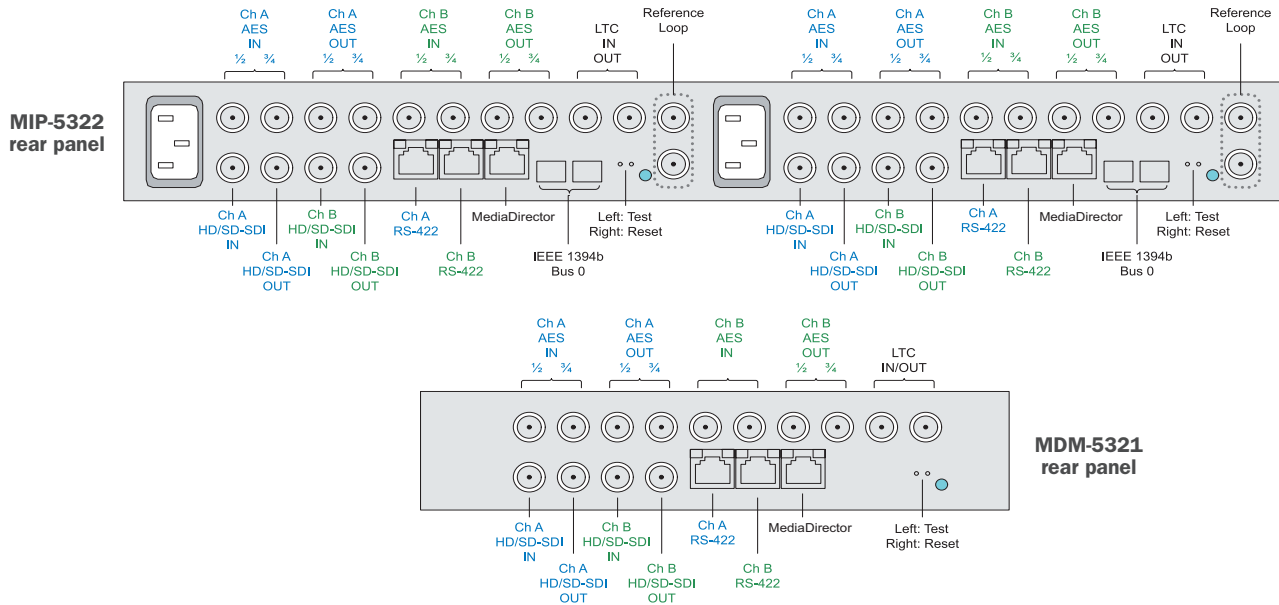 Ch A
AES
IN
½ ¾
Ch A
AES
OUT
½ ¾
Ch B
AES
IN
½ ¾
Ch B
AES
OUT
½ ¾
LTC
IN
OUT
Reference
Loop
Ch A
AES
IN
½ ¾
Ch A
AES
OUT
½ ¾
Ch B
AES
IN
½ ¾
Ch B
AES
OUT
½ ¾
LTC
IN
OUT
Reference
Loop
MIP-5322
rear panel
Ch A
HD/SD-SDI
IN
Ch A
HD/SD-SDI
OUT
Ch B
HD/SD-SDI
IN
Ch B
HD/SD-SDI
OUT
Ch A
RS-422
Ch B
RS-422
MediaDirector
IEEE 1394b
Bus 0
Left: Test
Right: Reset
Ch A
HD/SD-SDI
IN
Ch A
HD/SD-SDI
OUT
Ch B
HD/SD-SDI
IN
Ch B
HD/SD-SDI
OUT
Ch A
RS-422
Ch B
RS-422
MediaDirector
IEEE 1394b
Bus 0
Left: Test
Right: Reset
Ch A
AES
IN
½ ¾
Ch A
AES
OUT
½ ¾
Ch B
AES
IN
Ch B
AES
OUT
½ ¾
LTC
IN/OUT
MDM-5321
rear panel
Ch A
HD/SD-SDI
IN
Ch A
HD/SD-SDI
OUT
Ch B
HD/SD-SDI
IN
Ch B
HD/SD-SDI
OUT
Ch A
RS-422
Ch B
RS-422
MediaDirector
Left: Test
Right: Reset